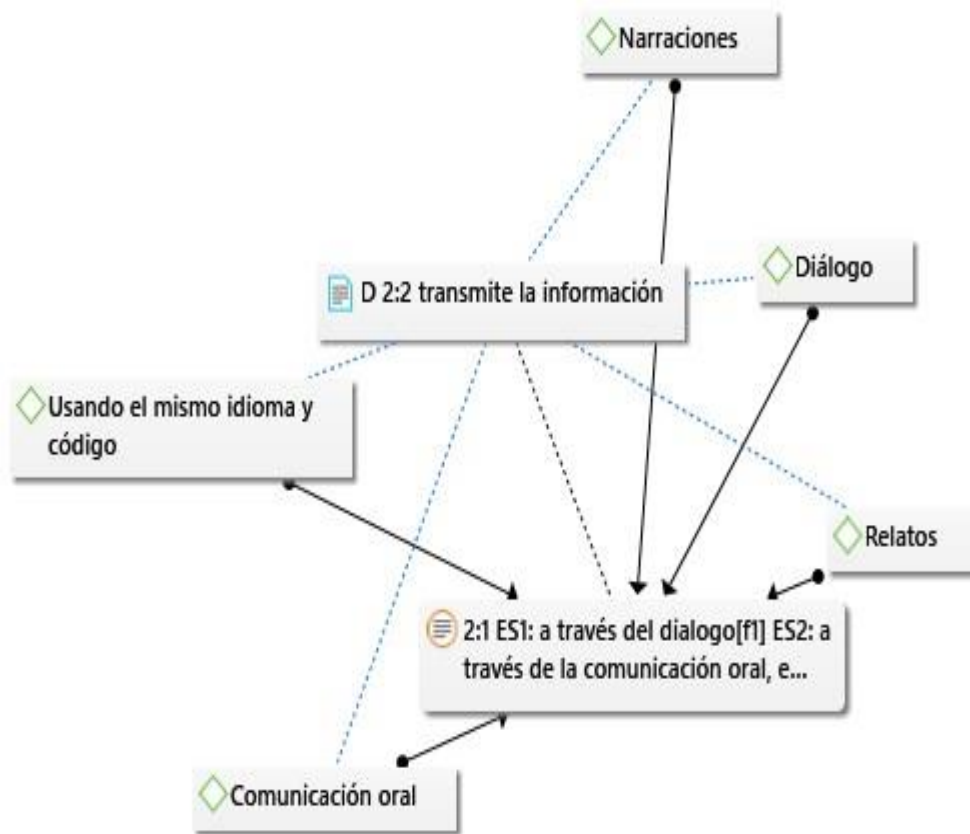 Narraciones
Diálogo
D 2:2 transmite la información
Usando el mismo idioma y
código
Relatos
2:1 ES1: a través del dialogo[f1] ES2: a
través de la comunicación oral, e...
Comunicación oral